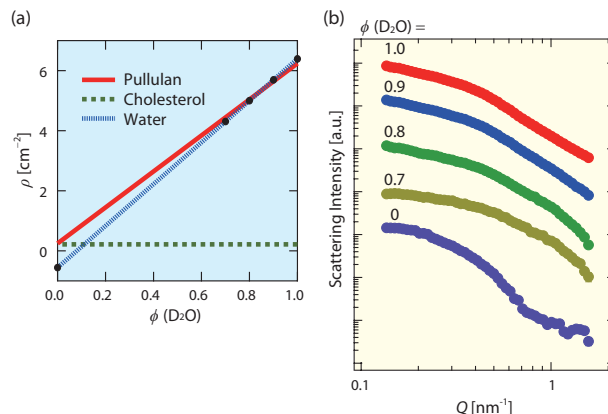 (a)
6
4
2
0
ρ [cm⁻²]
Pullulan
Cholesterol
Water
0.0 0.2 0.4 0.6 0.8 1.0
ϕ (D₂O)
(b)
ϕ (D₂O) =
1.0
0.9
0.8
0.7
0
Scattering Intensity [a.u.]
0.1 1
Q [nm⁻¹]